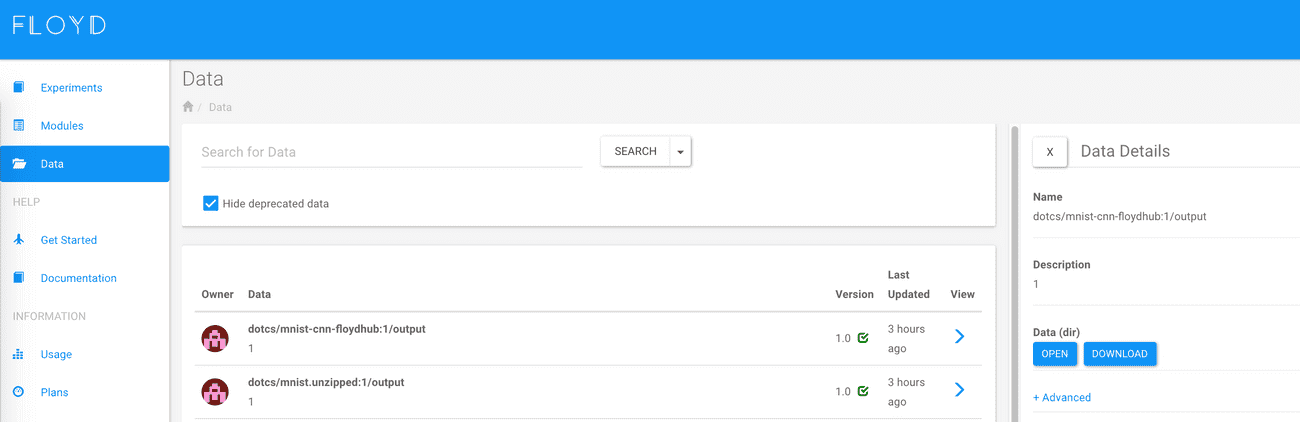 FLOYD
Experiments
Modules
Data
HELP
Get Started
Documentation
INFORMATION
Usage
Plans
Data
/ Data
Search for Data
SEARCH
Hide deprecated data
Owner Data Version Last Updated View
dotcs/mnist-cnn-floydhub:1/output
1
1.0
3 hours
ago
dotcs/mnist.unzipped:1/output
1
1.0
3 hours
ago
X
Data Details
Name
dotcs/mnist-cnn-floydhub:1/output
Description
1
Data (dir)
OPEN DOWNLOAD
+ Advanced